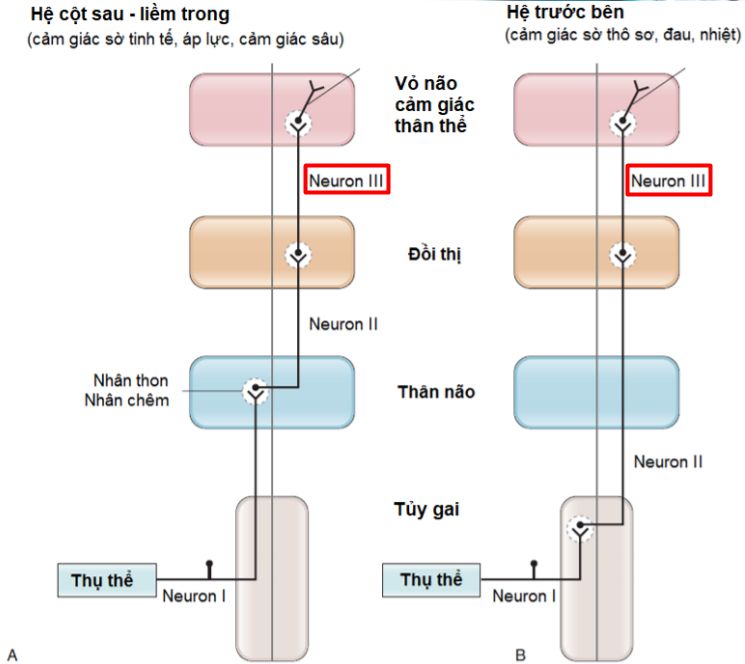 Hệ cột sau - liềm trong
(cảm giác sờ tinh tế, áp lực, cảm giác sâu)
Vỏ não
cảm giác
thân thể
Neuron III
Đồi thị
Neuron II
Nhân thon
Nhân chêm
Thân não
Tủy gai
Thụ thể
Neuron I
A
Hệ trước bên
(cảm giác sờ thô sơ, đau, nhiệt)
Neuron III
Neuron II
Thụ thể
Neuron I
B